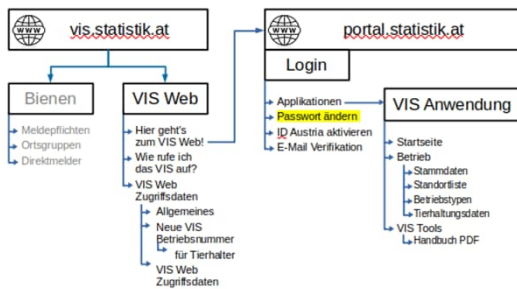 WWW
vis.statistik.at
WWW
portal.statistik.at
Login
Bienen
VIS Web
Applikationen
VIS Anwendung
Passwort ändern
Meldepflichten
Hier geht's
zum VIS Web!
ID Austria aktivieren
Ortsgruppen
E-Mail Verifikation
Startseite
Direktmelder
Wie rufe ich
das VIS auf?
Betrieb
Stammdaten
VIS Web
Zugriffsdaten
Standortliste
Betriebstypen
Allgemeines
Tierhaltungsdaten
Neue VIS
Betriebsnummer
VIS Tools
Handbuch PDF
für Tierhalter
VIS Web
Zugriffsdaten